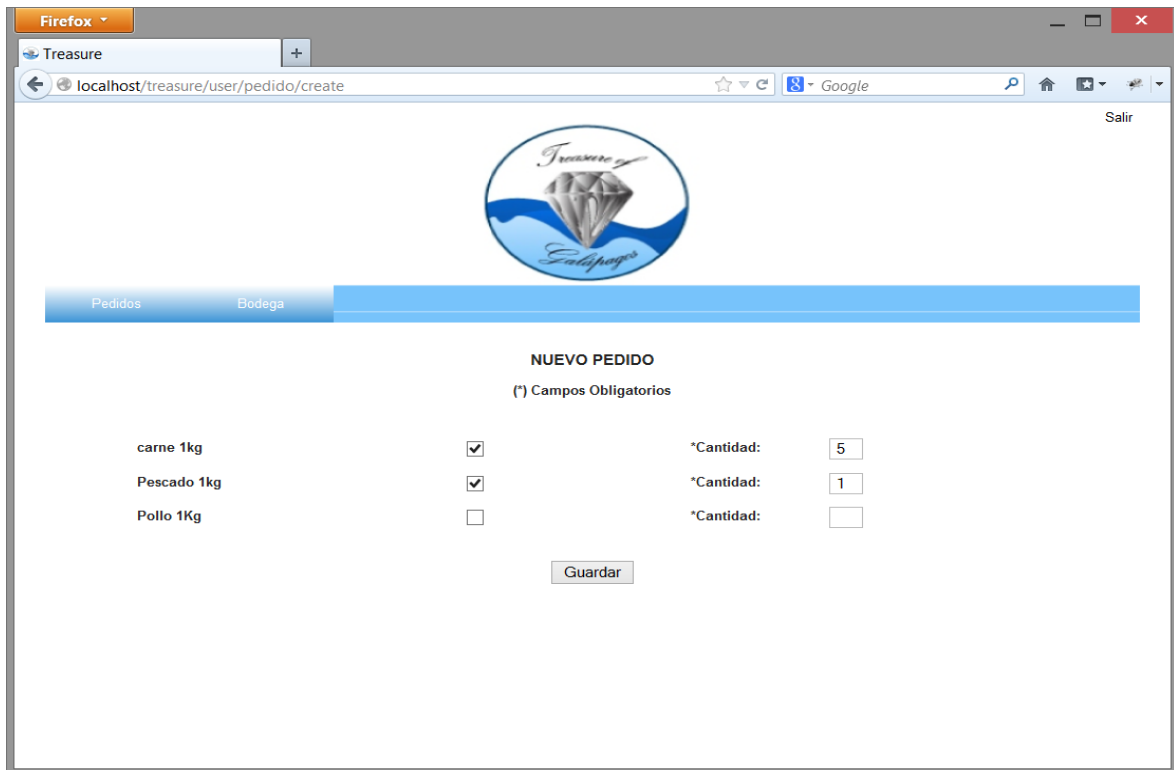 Firefox
Treasure
localhost/treasure/user/pedido/create
Google
Salir
Treasure of
Galápagos
Pedidos Bodega
NUEVO PEDIDO
(*) Campos Obligatorios
carne 1kg *Cantidad: 5
Pescado 1kg *Cantidad: 1
Pollo 1Kg *Cantidad:
Guardar